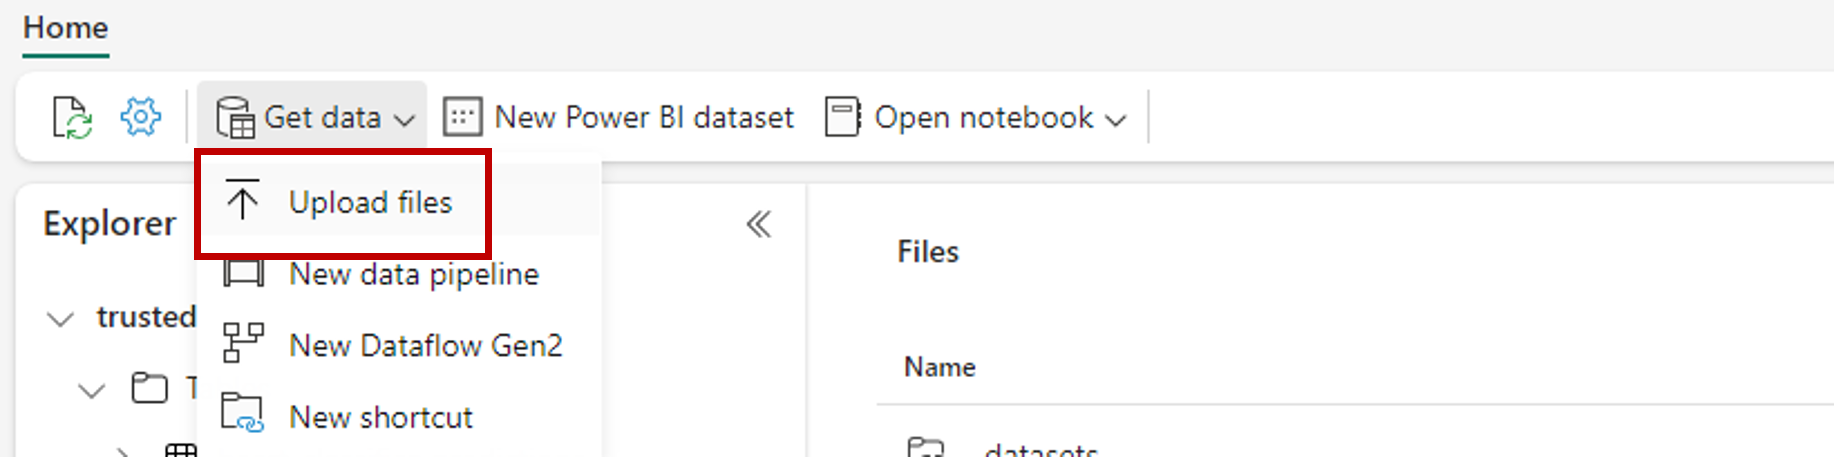 Home
Get data
New Power BI dataset
Open notebook
Upload files
New data pipeline
New Dataflow Gen2
New shortcut
Explorer
trusted
Files
Name
datasets